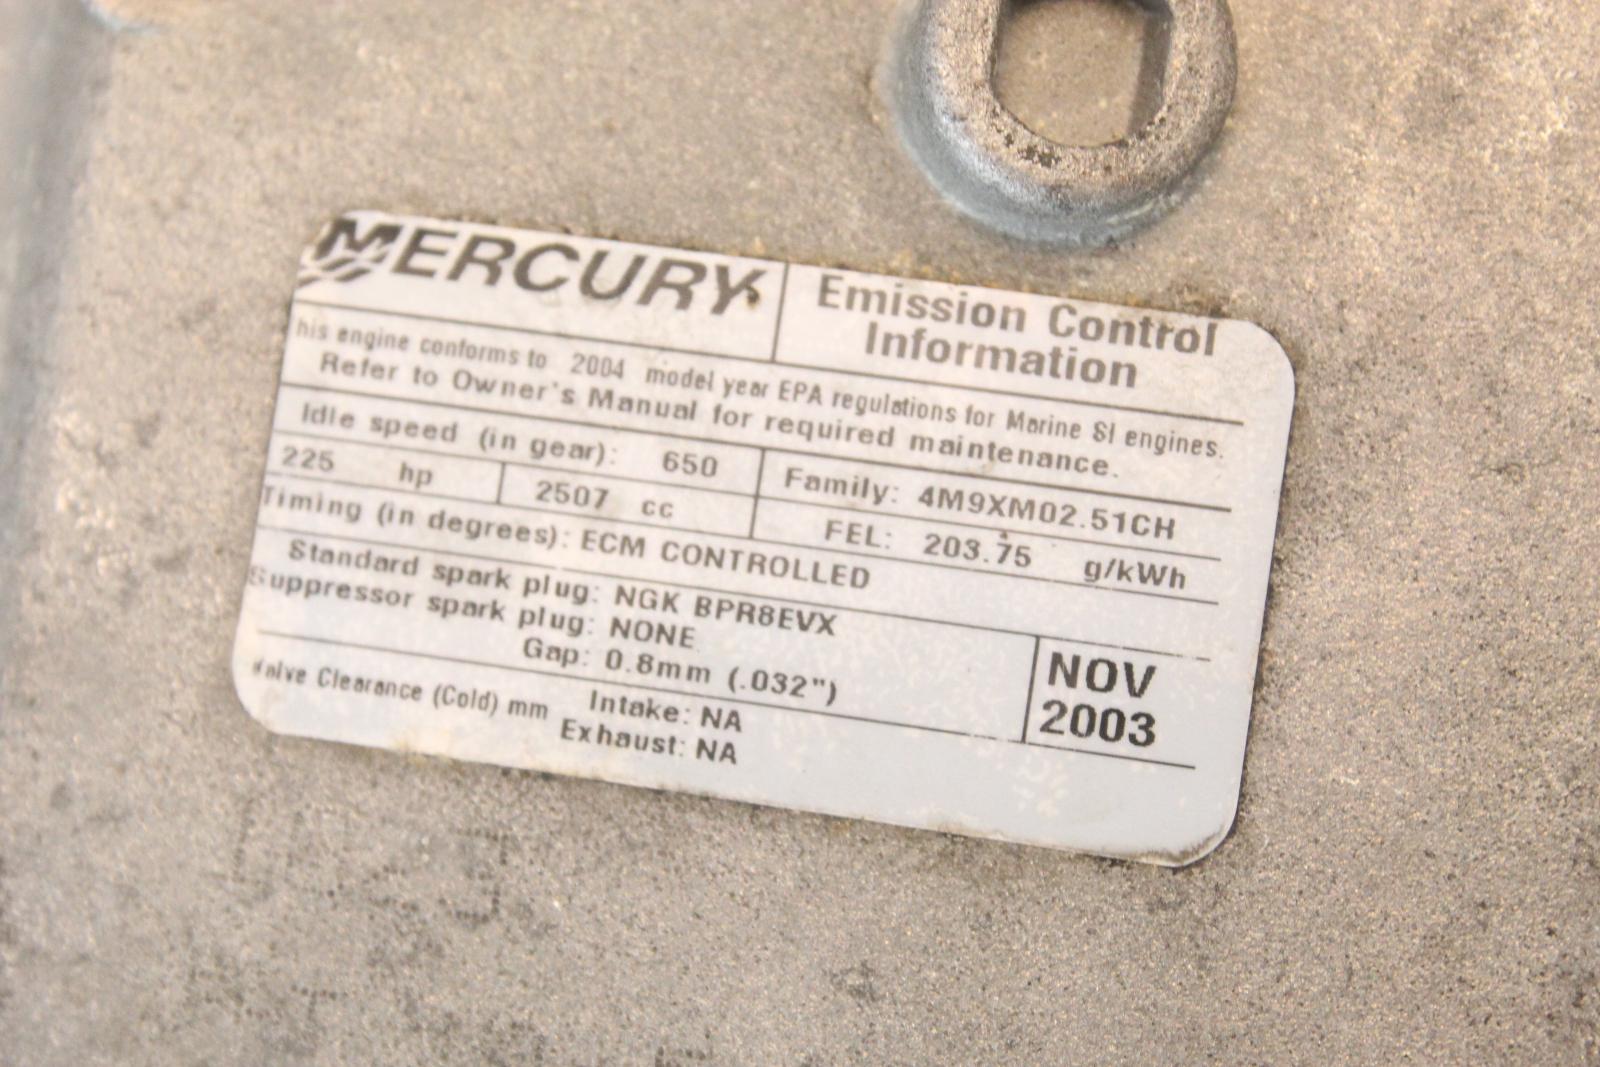 MERCURY
Emission Control
Information
his engine conforms to 2004 model year EPA regulations for Marine SI engines.
Refer to Owner's Manual for required maintenance.
Idle speed (in gear): 650
Family: 4M9XM02.51CH
225 hp 2507 cc
FEL: 203.75 g/kWh
Timing (in degrees): ECM CONTROLLED
Standard spark plug: NGK BPR8EVX
Suppressor spark plug: NONE
Gap: 0.8mm (.032")
NOV
2003
Valve Clearance (Cold) mm Intake: NA
Exhaust: NA